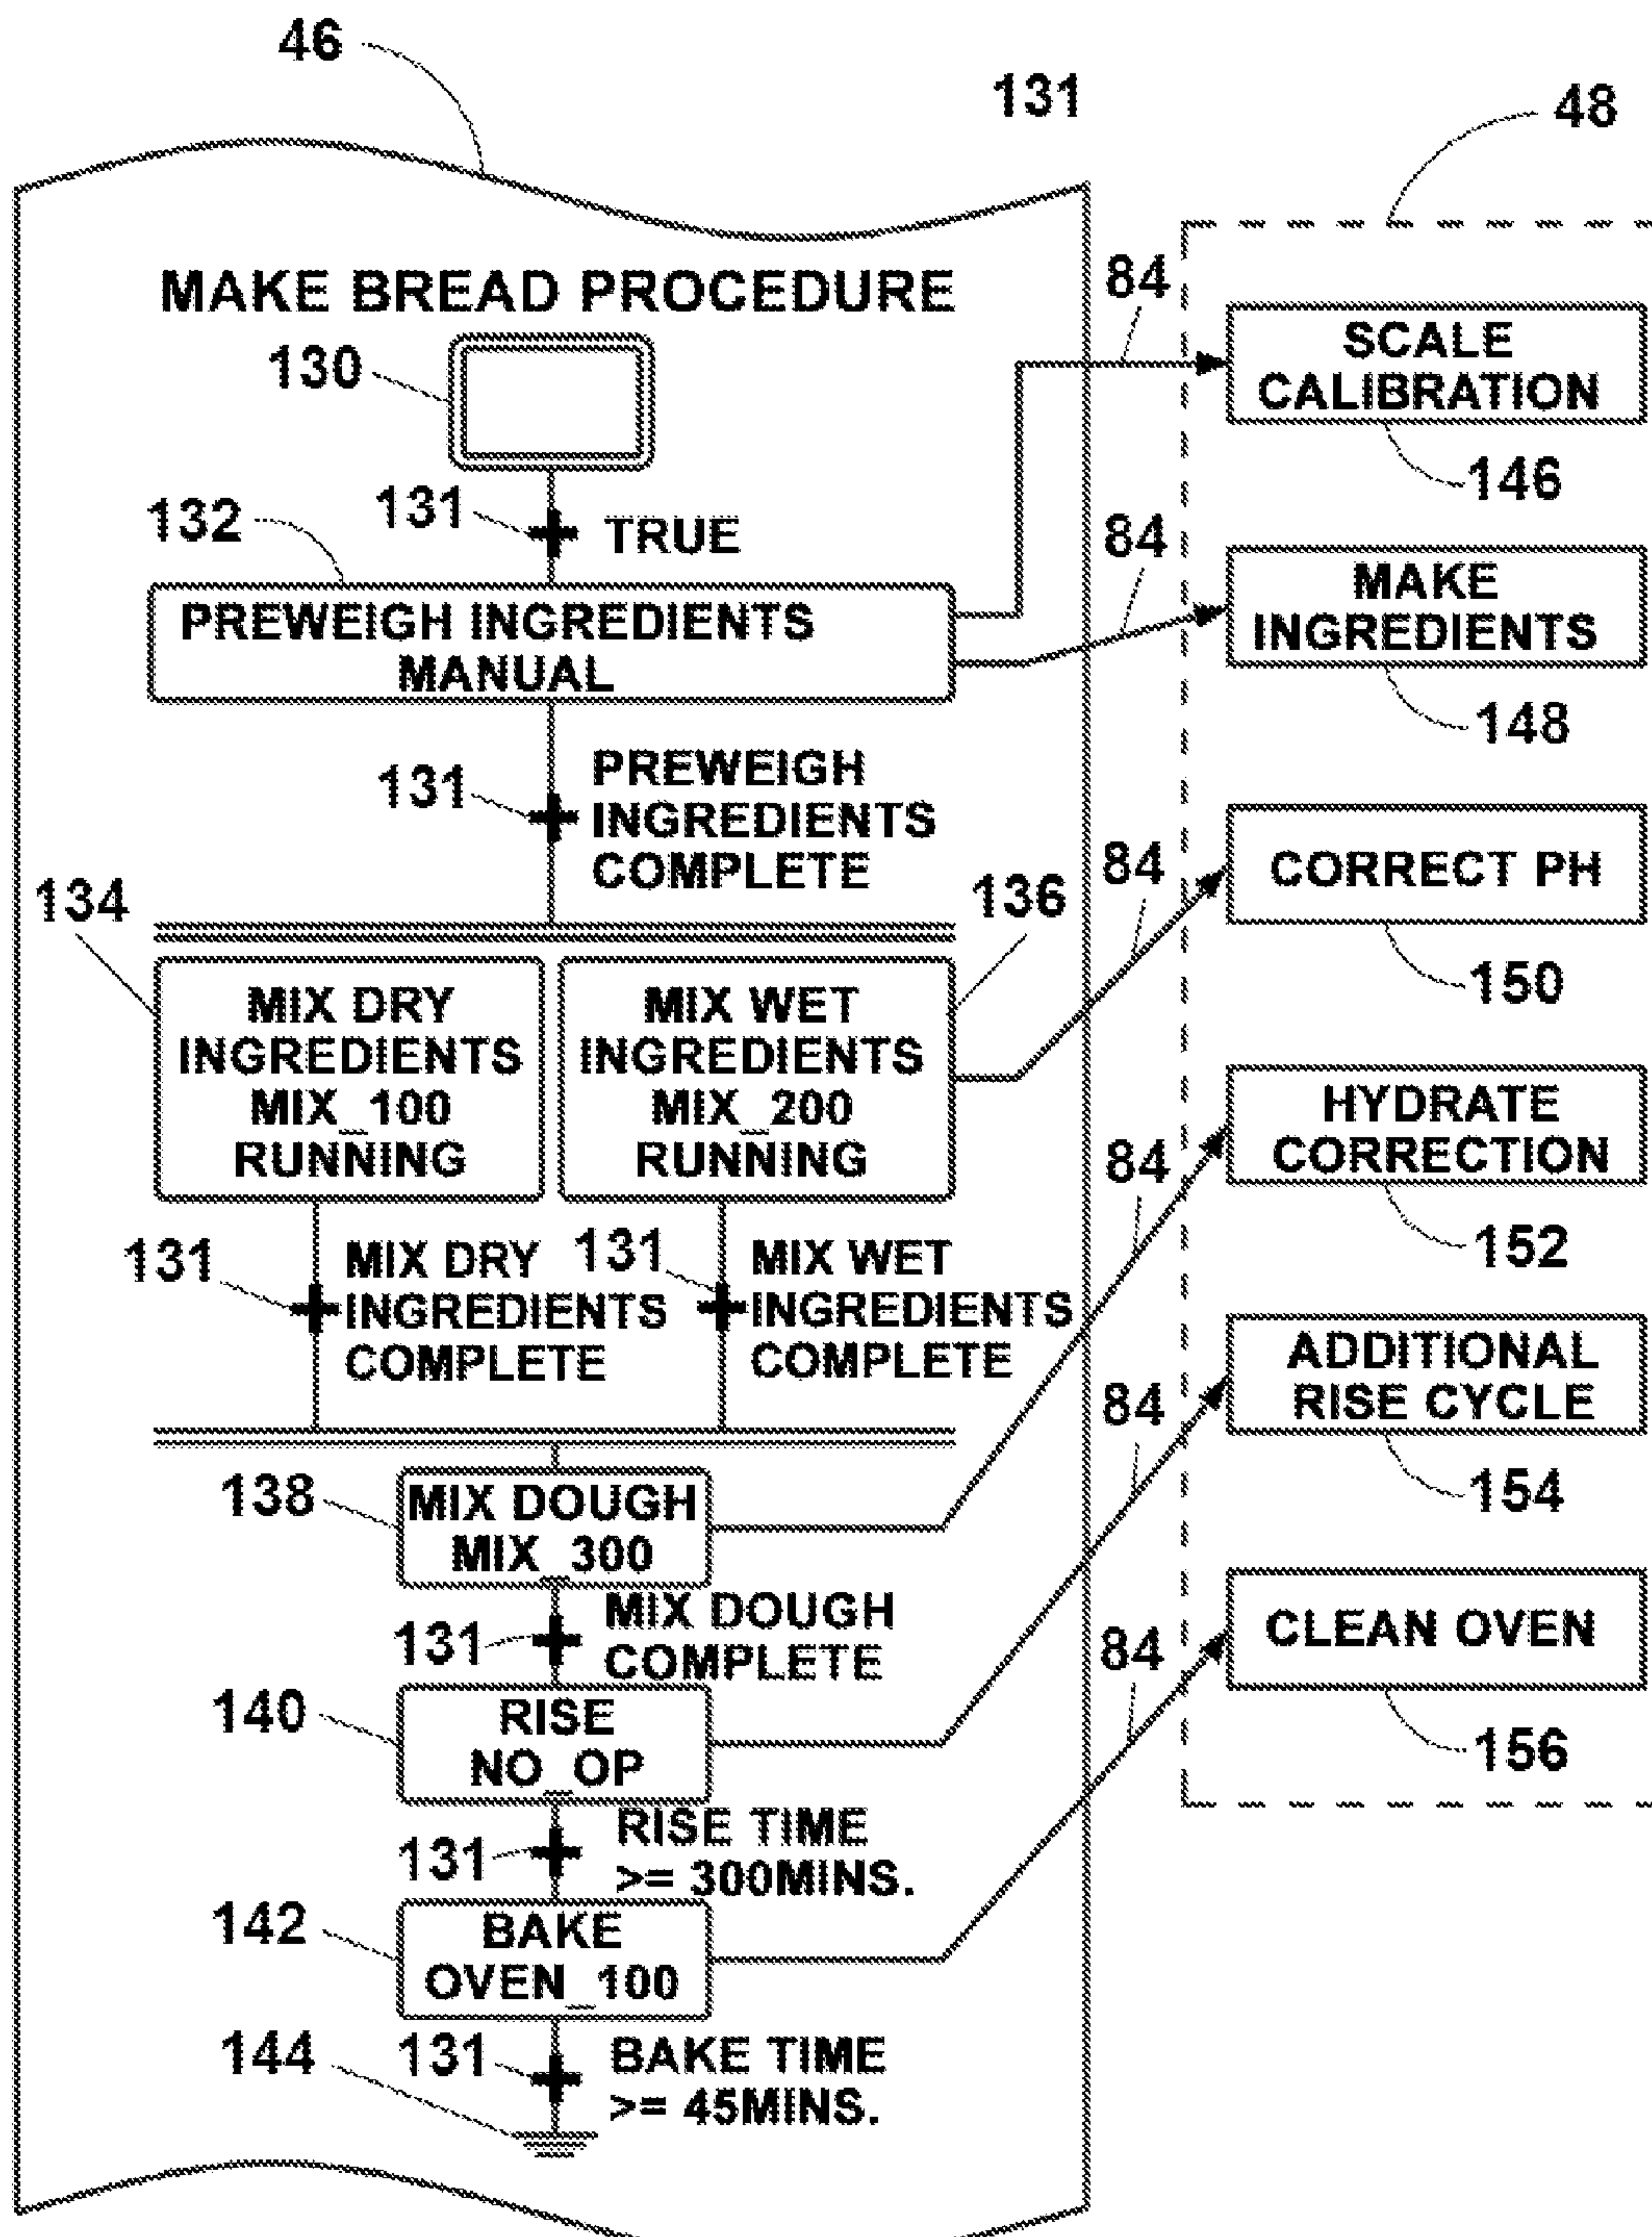 46
131
48
MAKE BREAD PROCEDURE
130
131
TRUE
132
PREWEIGH INGREDIENTS
MANUAL
131
PREWEIGH
INGREDIENTS
COMPLETE
134
136
MIX DRY
INGREDIENTS
MIX_100
RUNNING
MIX WET
INGREDIENTS
MIX_200
RUNNING
131
MIX DRY
INGREDIENTS
COMPLETE
131
MIX WET
INGREDIENTS
COMPLETE
138
MIX DOUGH
MIX_300
131
MIX DOUGH
COMPLETE
140
RISE
NO_OP
131
RISE TIME
>= 300MINS.
142
BAKE
OVEN_100
144
131
BAKE TIME
>= 45MINS.
84
SCALE
CALIBRATION
146
84
MAKE
INGREDIENTS
148
84
CORRECT PH
150
84
HYDRATE
CORRECTION
152
84
ADDITIONAL
RISE CYCLE
154
84
CLEAN OVEN
156